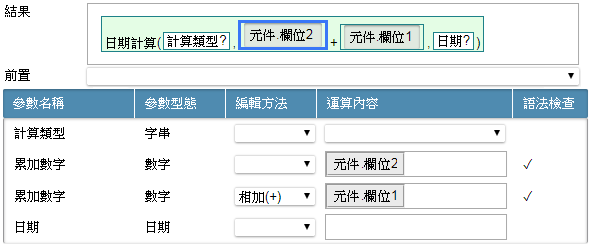 結果
日期計算( 計算類型? , 元件.欄位2 + 元件.欄位1 , 日期? )
前置
參數名稱 參數型態 編輯方法 運算內容 語法檢查
計算類型 字串
累加數字 數字 元件.欄位2 ✓
累加數字 數字 相加(+) 元件.欄位1 ✓
日期 日期